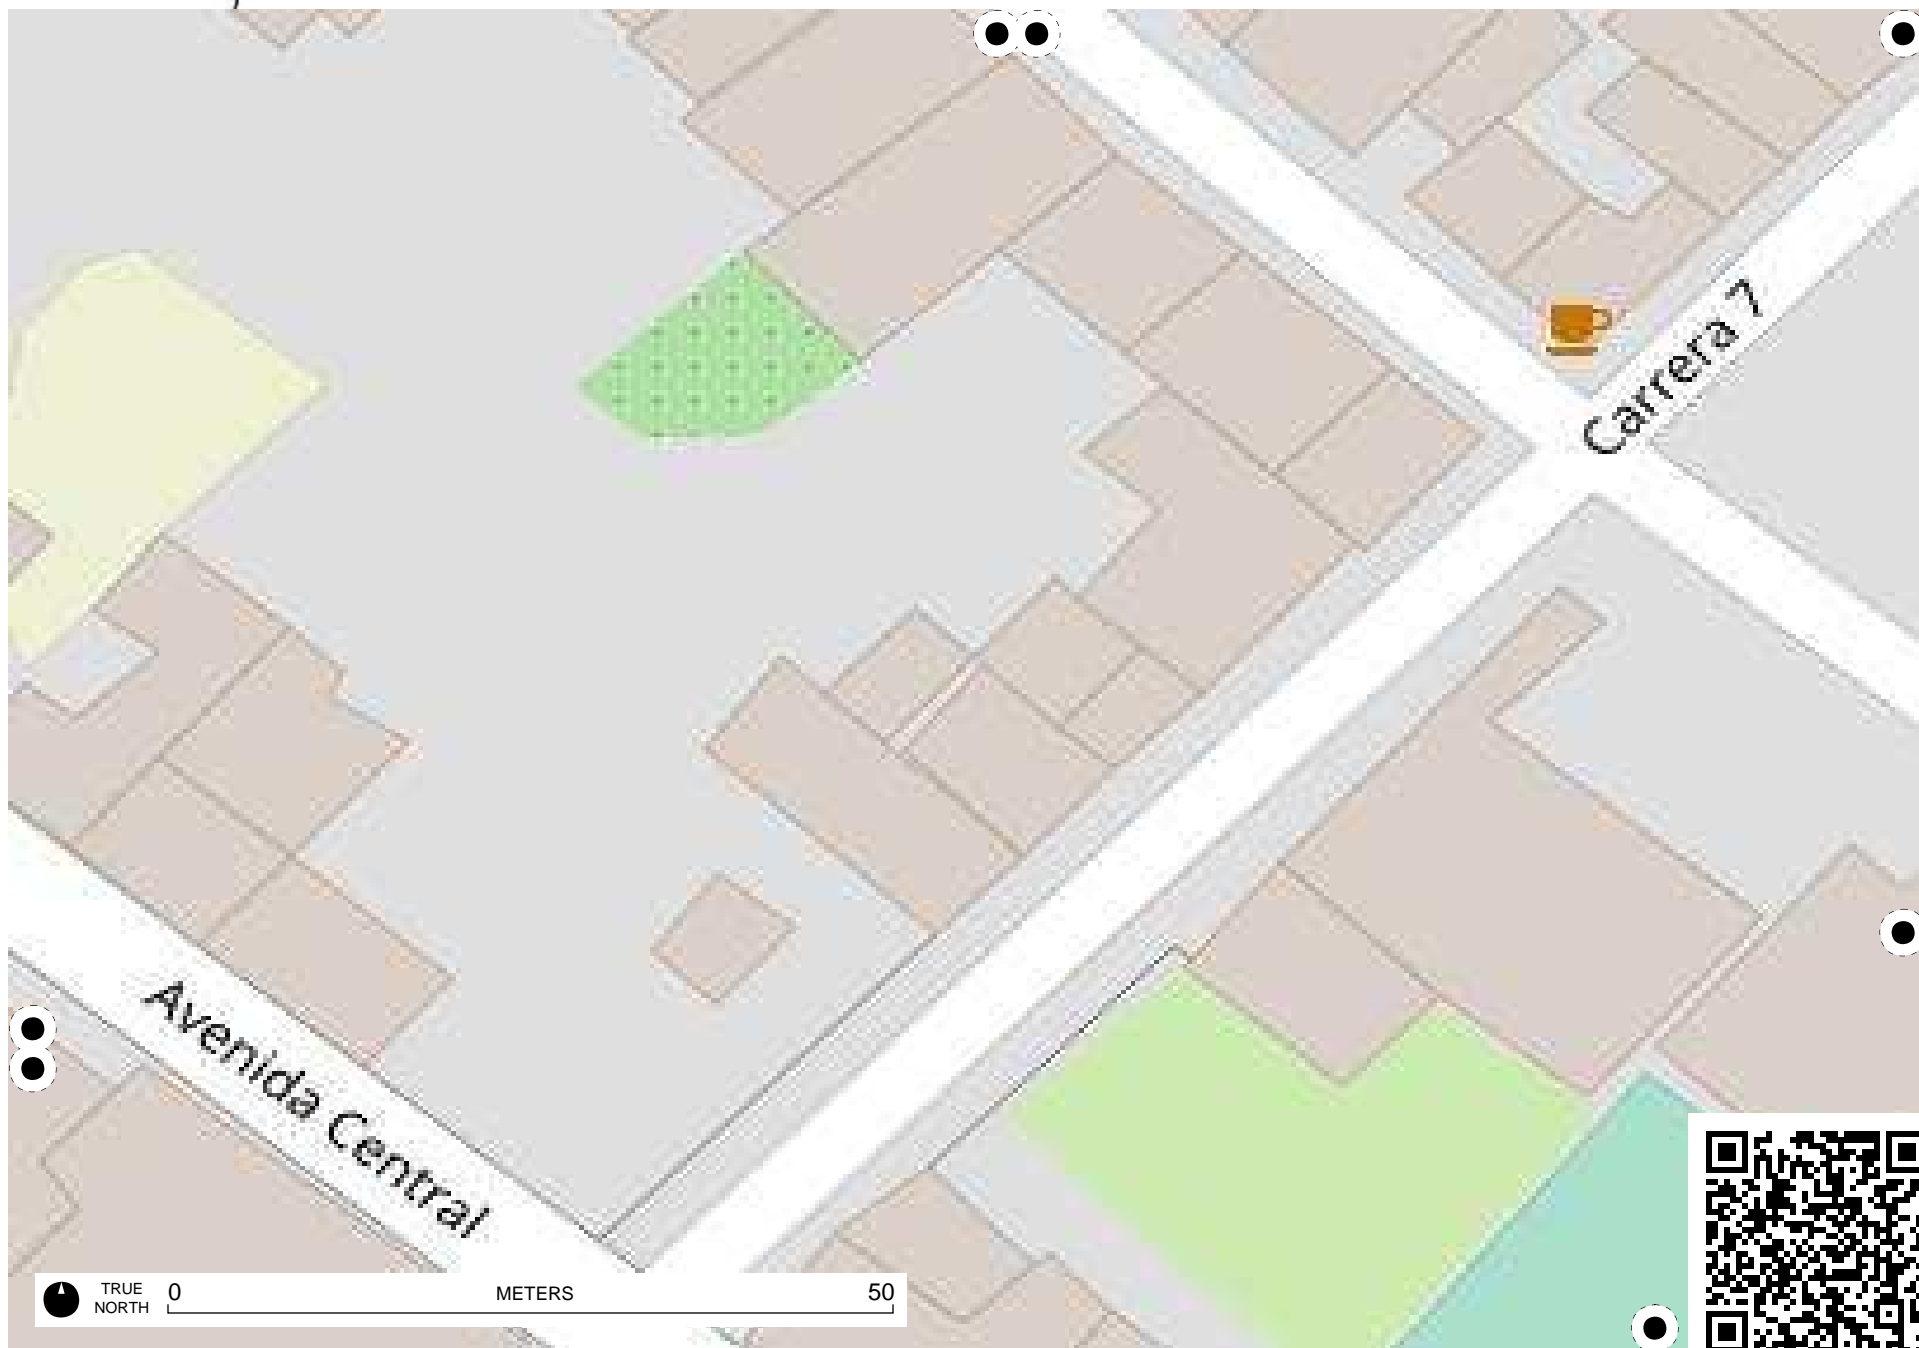 Carrera 7
Avenida Central
TRUE
NORTH
0 METERS 50